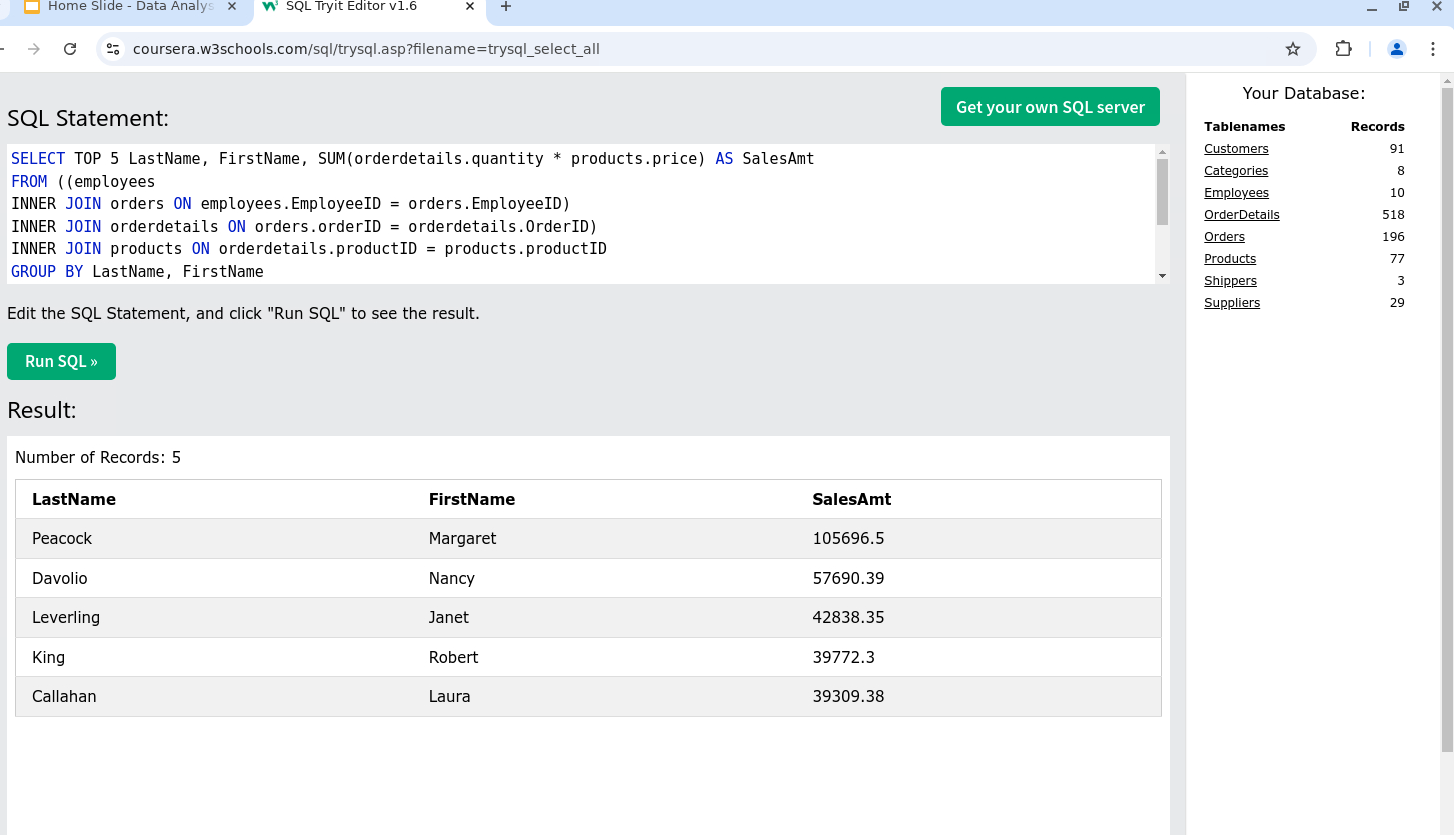 Home Slide - Data Analys
SQL Tryit Editor v1.6
coursera.w3schools.com/sql/trysql.asp?filename=trysql_select_all
SQL Statement:
Get your own SQL server
SELECT TOP 5 LastName, FirstName, SUM(orderdetails.quantity * products.price) AS SalesAmt
FROM ((employees
INNER JOIN orders ON employees.EmployeeID = orders.EmployeeID)
INNER JOIN orderdetails ON orders.orderID = orderdetails.OrderID)
INNER JOIN products ON orderdetails.productID = products.productID
GROUP BY LastName, FirstName
Edit the SQL Statement, and click "Run SQL" to see the result.
Run SQL »
Result:
Number of Records: 5
LastName FirstName SalesAmt
Peacock Margaret 105696.5
Davolio Nancy 57690.39
Leverling Janet 42838.35
King Robert 39772.3
Callahan Laura 39309.38
Your Database:
Tablenames Records
Customers 91
Categories 8
Employees 10
OrderDetails 518
Orders 196
Products 77
Shippers 3
Suppliers 29